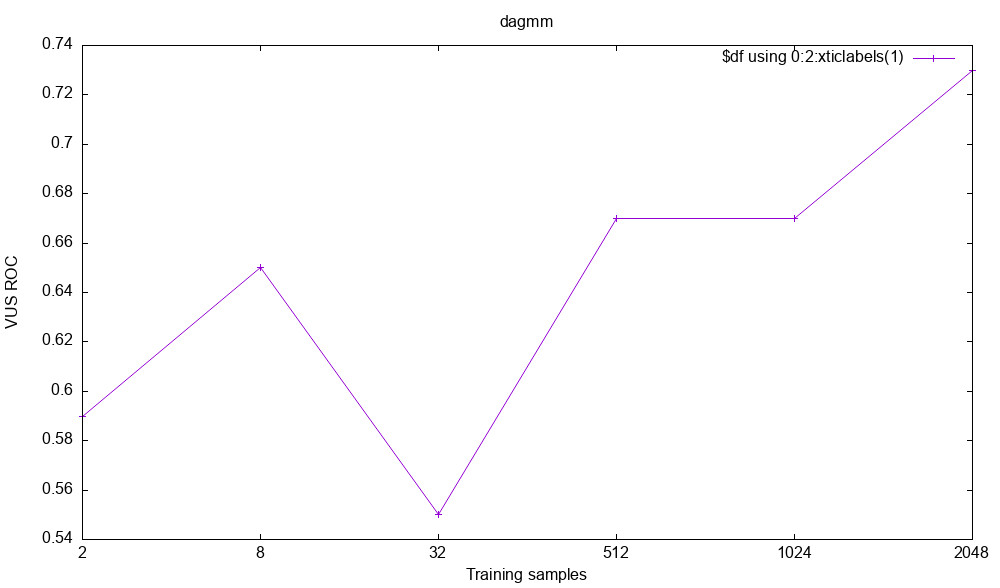 dagmm
$df using 0:2:xticlabels(1)
0.74
0.72
0.7
0.68
0.66
0.64
0.62
0.6
0.58
0.56
0.54
VUS ROC
2 8 32 512 1024 2048
Training samples